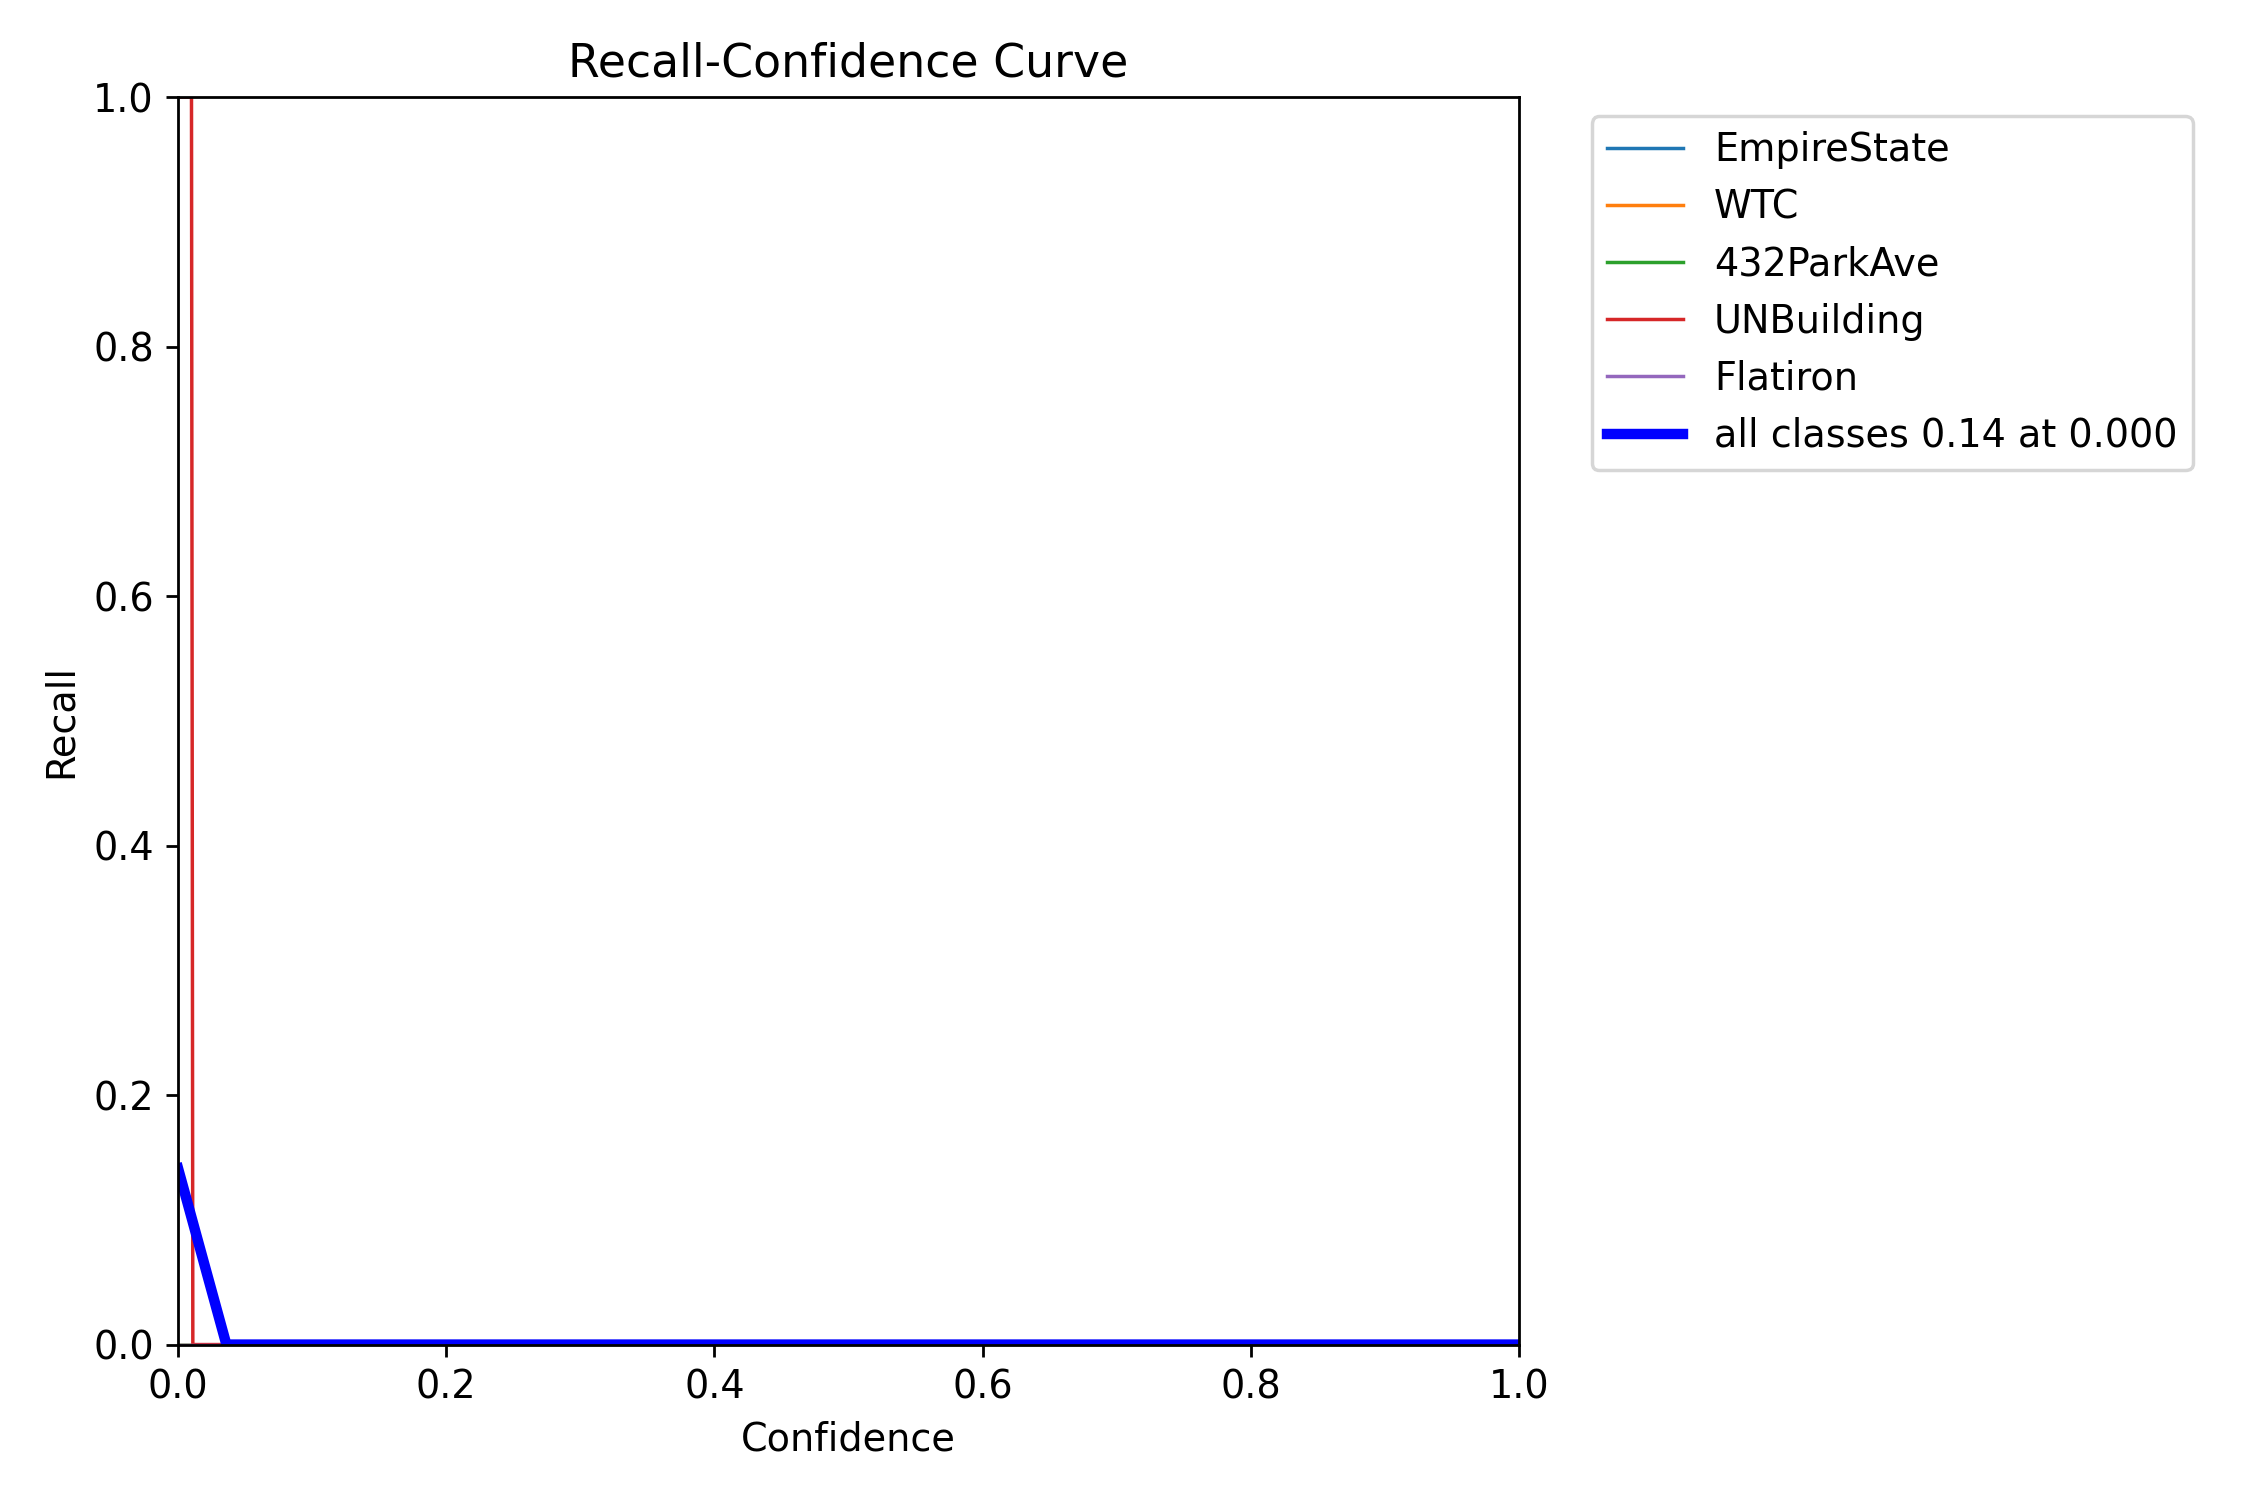 Recall-Confidence Curve
1.0
0.8
0.6
0.4
0.2
0.0
Recall
0.0 0.2 0.4 0.6 0.8 1.0
Confidence
EmpireState
WTC
432ParkAve
UNBuilding
Flatiron
all classes 0.14 at 0.000